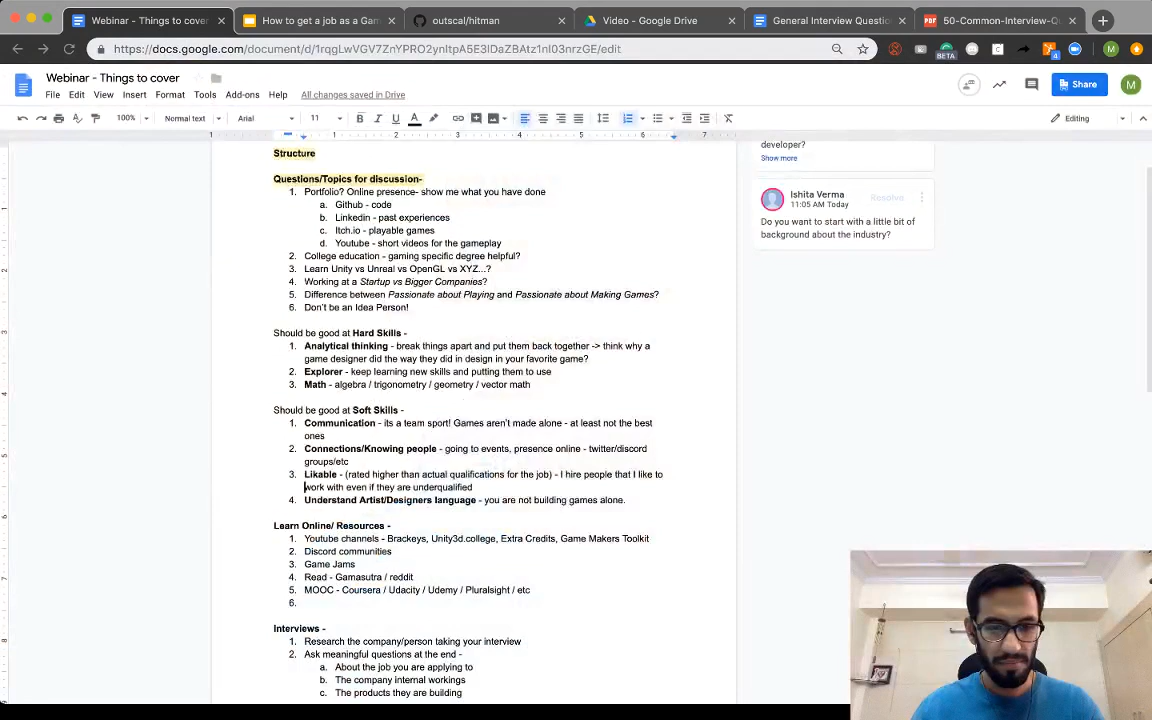 Webinar - Things to cover
How to get a job as a Gam
outscal/hitman
Video - Google Drive
General Interview Questio
50-Common-Interview-Qu
https://docs.google.com/document/d/1rqgLwVGV7ZnYPRO2ynItpA5E3IDaZBAtz1nI03nrzGE/edit
BETA
4
M
Webinar - Things to cover
File Edit View Insert Format Tools Add-ons Help All changes saved in Drive
Share
M
100% Normal text Arial 11 Editing
1 1 2 3 4 5 6 7
Structure
Questions/Topics for discussion-
1. Portfolio? Online presence- show me what you have done
a. Github - code
b. Linkedin - past experiences
c. Itch.io - playable games
d. Youtube - short videos for the gameplay
2. College education - gaming specific degree helpful?
3. Learn Unity vs Unreal vs OpenGL vs XYZ...?
4. Working at a Startup vs Bigger Companies?
5. Difference between Passionate about Playing and Passionate about Making Games?
6. Don't be an Idea Person!
Should be good at Hard Skills -
1. Analytical thinking - break things apart and put them back together -> think why a
game designer did the way they did in design in your favorite game?
2. Explorer - keep learning new skills and putting them to use
3. Math - algebra / trigonometry / geometry / vector math
Should be good at Soft Skills -
1. Communication - its a team sport! Games aren't made alone - at least not the best
ones
2. Connections/Knowing people - going to events, presence online - twitter/discord
groups/etc
3. Likable - (rated higher than actual qualifications for the job) - I hire people that I like to
work with even if they are underqualified
4. Understand Artist/Designers language - you are not building games alone.
Learn Online/ Resources -
1. Youtube channels - Brackeys, Unity3d.college, Extra Credits, Game Makers Toolkit
2. Discord communities
3. Game Jams
4. Read - Gamasutra / reddit
5. MOOC - Coursera / Udacity / Udemy / Pluralsight / etc
6.
Interviews -
1. Research the company/person taking your interview
2. Ask meaningful questions at the end -
a. About the job you are applying to
b. The company internal workings
c. The products they are building
developer?
Show more
Ishita Verma
11:05 AM Today
Resolve
Do you want to start with a little bit of
background about the industry?